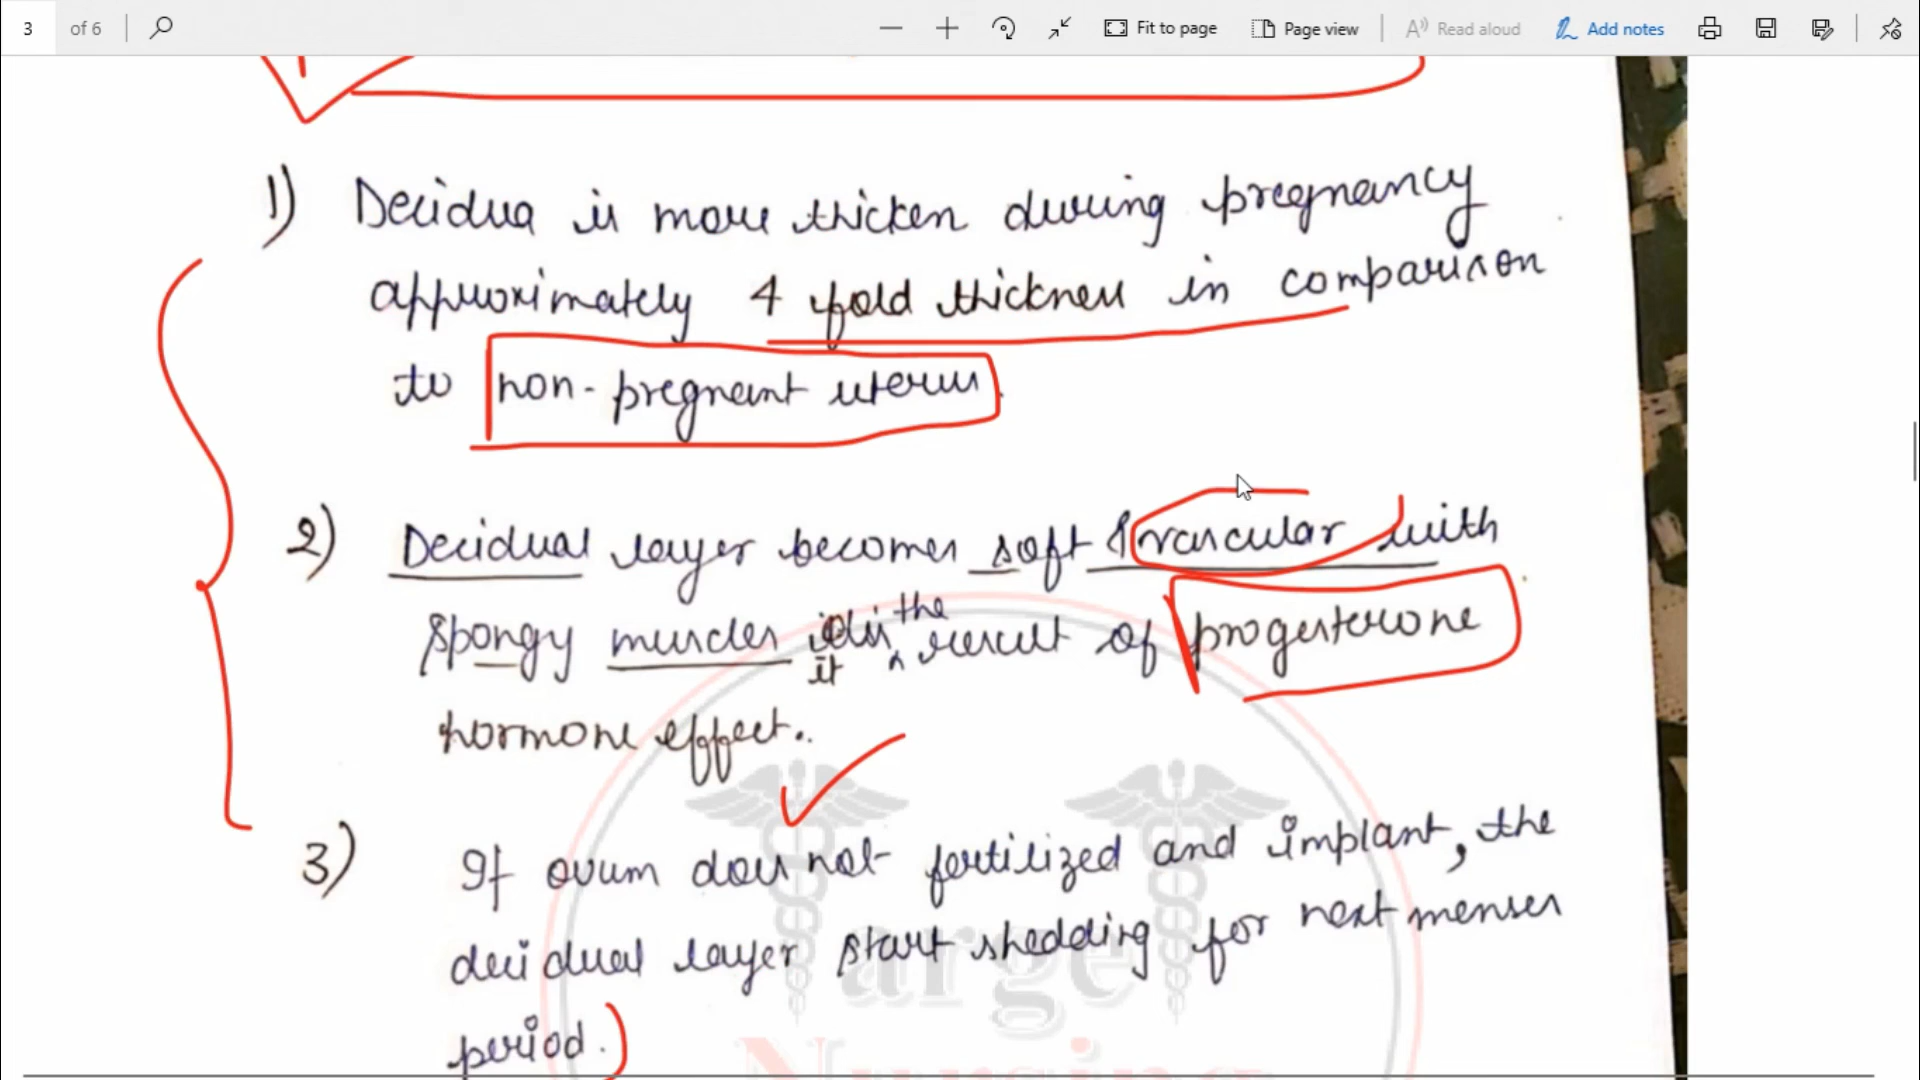 3 of 6 Fit to page Page view Read aloud Add notes
1) Decidua is more thicken during pregnancy
approximately 4 fold thickness in comparison
to non-pregnant uterus.
2) Decidual layer becomes soft & vascular with
spongy muscles it is the result of progesterone
hormone effect.
3) If ovum does not fertilized and implant, the
decidual layer start shedding for next menses
period.
arge
Nursing